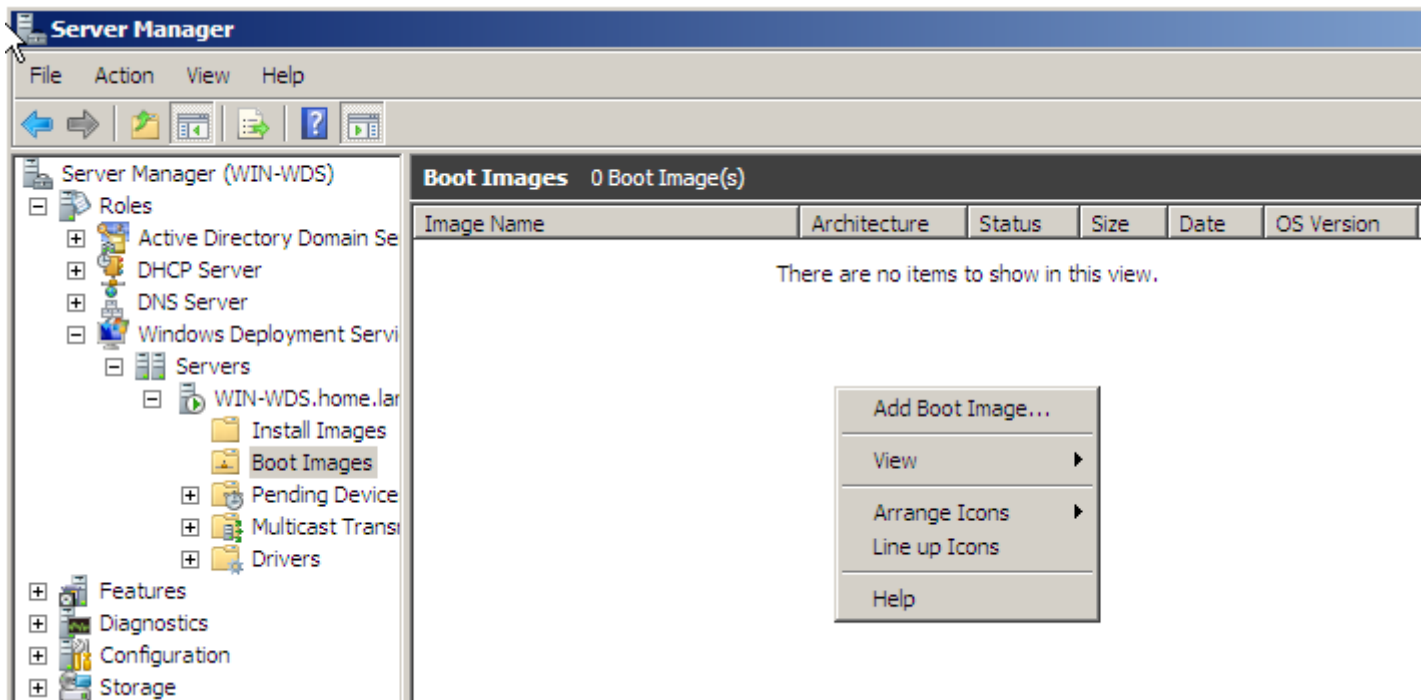 Server Manager
File Action View Help
Server Manager (WIN-WDS)
Roles
Active Directory Domain Se
DHCP Server
DNS Server
Windows Deployment Servi
Servers
WIN-WDS.home.lar
Install Images
Boot Images
Pending Device
Multicast Trans
Drivers
Features
Diagnostics
Configuration
Storage
Boot Images 0 Boot Image(s)
Image Name Architecture Status Size Date OS Version
There are no items to show in this view.
Add Boot Image...
View
Arrange Icons
Line up Icons
Help